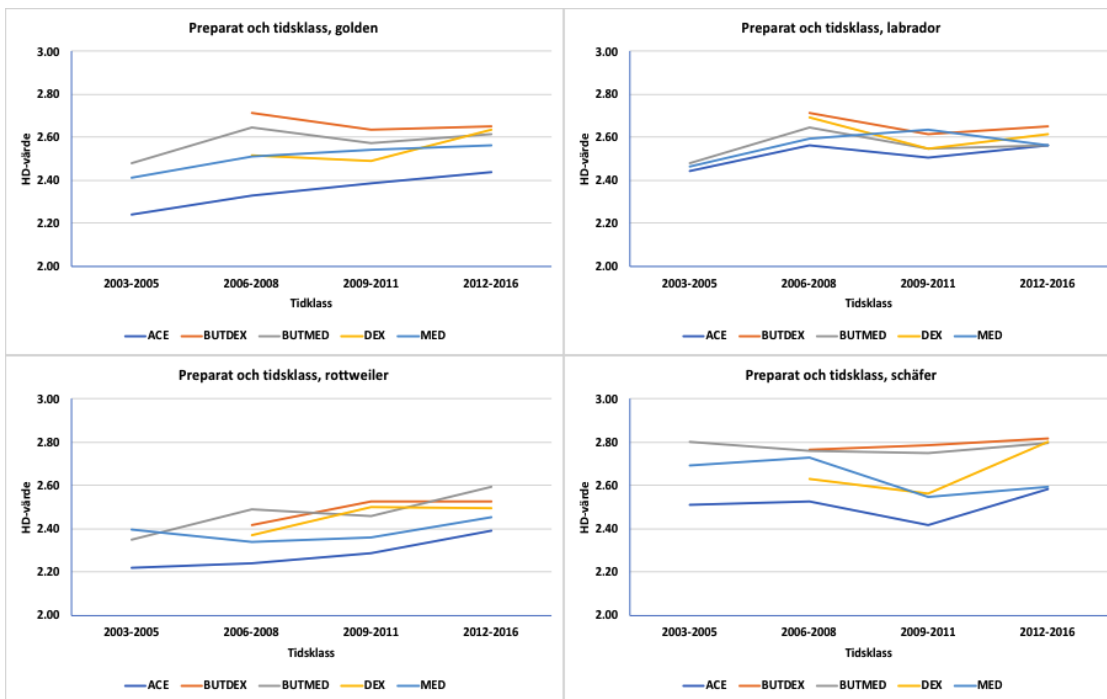 Preparat och tidsklass, golden
3.00
2.80
2.60
2.40
2.20
2.00
HD-värde
2003-2005 2006-2008 2009-2011 2012-2016
Tidklass
ACE BUTDEX BUTMED DEX MED
Preparat och tidsklass, labrador
3.00
2.80
2.60
2.40
2.20
2.00
HD-värde
2003-2005 2006-2008 2009-2011 2012-2016
Tidklass
ACE BUTDEX BUTMED DEX MED
Preparat och tidsklass, rottweiler
3.00
2.80
2.60
2.40
2.20
2.00
HD-värde
2003-2005 2006-2008 2009-2011 2012-2016
Tidsklass
ACE BUTDEX BUTMED DEX MED
Preparat och tidsklass, schäfer
3.00
2.80
2.60
2.40
2.20
2.00
HD-värde
2003-2005 2006-2008 2009-2011 2012-2016
Tidsklass
ACE BUTDEX BUTMED DEX MED